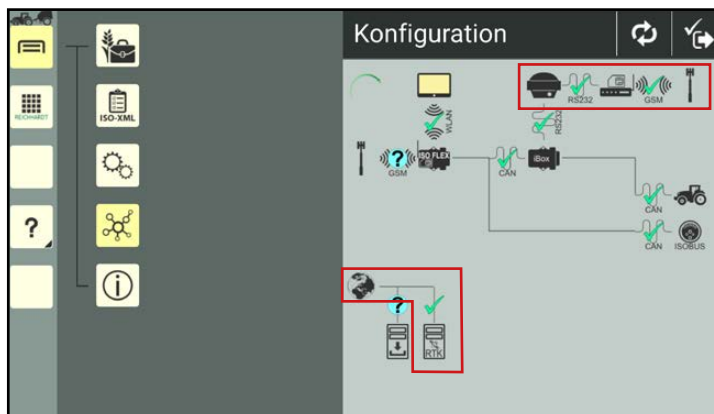 Konfiguration
REICHHARDT
ISO-XML
?
WLAN
RS232
GSM
RS232
?
GSM
ISO FLEX
CAN
iBox
CAN
CAN
ISOBUS
?
RTK